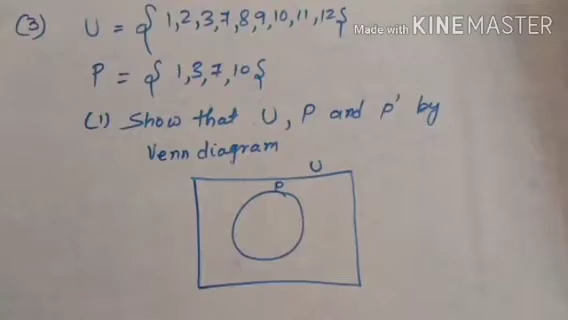 (3) U = { 1,2,3,7,8,9,10,11,12}
Made with KINEMASTER
P = { 1,3,7,10}
(1) Show that U, P and P' by
Venn diagram
U
P